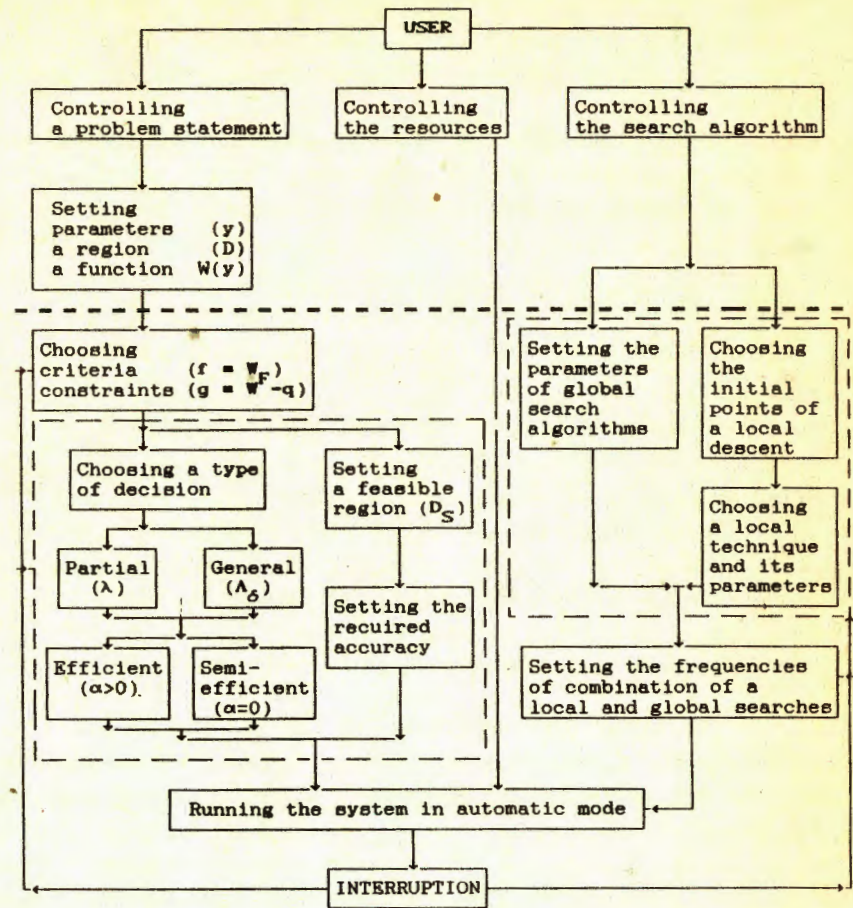 USER
Controlling
a problem statement
Controlling
the resources
Controlling
the search algorithm
Setting
parameters (y)
a region (D)
a function W(y)
Choosing
criteria (f = W_F)
constraints (g = W_F-q)
Setting the
parameters
of global
search
algorithms
Choosing
the
initial
points of
a local
descent
Choosing a type
of decision
Setting
a feasible
region (D_S)
Choosing
a local
technique
and its
parameters
Partial
(λ)
General
(Λ_δ)
Setting the
recuired
accuracy
Efficient
(α>0).
Semi-
efficient
(α=0)
Setting the frequencies
of combination of a
local and global searches
Running the system in automatic mode
INTERRUPTION